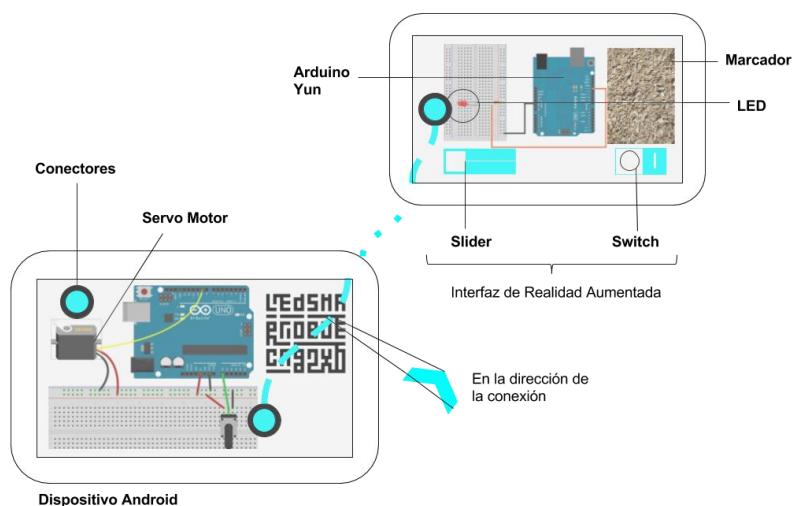 Arduino
Yun
Marcador
LED
Conectores
Servo Motor
Slider
Switch
Interfaz de Realidad Aumentada
UNO
En la dirección de
la conexión
Dispositivo Android